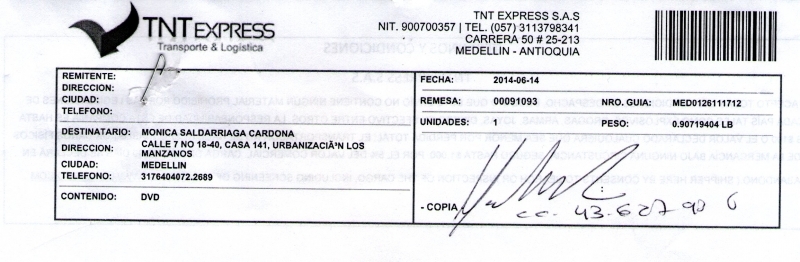 TNT EXPRESS
Transporte & Logística
TNT EXPRESS S.A.S
NIT. 900700357 | TEL. (057) 3113798341
CARRERA 50 # 25-213
MEDELLIN - ANTIOQUIA
REMITENTE:
DIRECCION:
CIUDAD:
TELEFONO:
DESTINATARIO: MONICA SALDARRIAGA CARDONA
DIRECCION: CALLE 7 NO 18-40, CASA 141, URBANIZACIÃ“N LOS
MANZANOS
CIUDAD: MEDELLIN
TELEFONO: 3176404072.2689
CONTENIDO: DVD
FECHA: 2014-06-14
REMESA: 00091093 NRO. GUIA: MED0126111712
UNIDADES: 1 PESO: 0.90719404 LB
- COPIA -
cc. 43.627.90